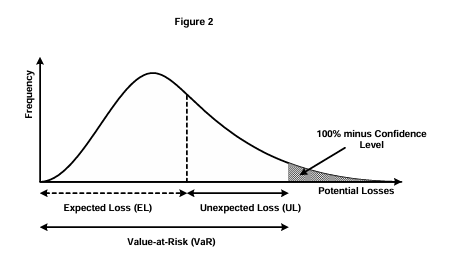 Figure 2
Frequency
100% minus Confidence
Level
Potential Losses
Expected Loss (EL)
Unexpected Loss (UL)
Value-at-Risk (VaR)